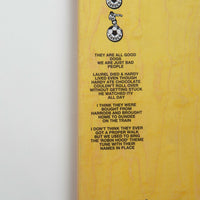 THEY ARE ALL GOOD
DOGS
WE ARE JUST BAD
PEOPLE
LAUREL DIED & HARDY
LIVED EVEN THOUGH
HARDY ATE CHOCOLATE
COULDN'T ROLL OVER
WITHOUT GETTING STUCK
HE WATCHED ITV
ALL DAY
I THINK THEY WERE
BOUGHT FROM
HARRODS AND BROUGHT
HOME TO DUNDEE
ON THE TRAIN
I DON'T THINK THEY EVER
GOT A PROPER WALK
BUT WE USED TO SING
THE 'ROBIN HOOD' THEME
TUNE WITH THEIR
NAMES IN PLACE